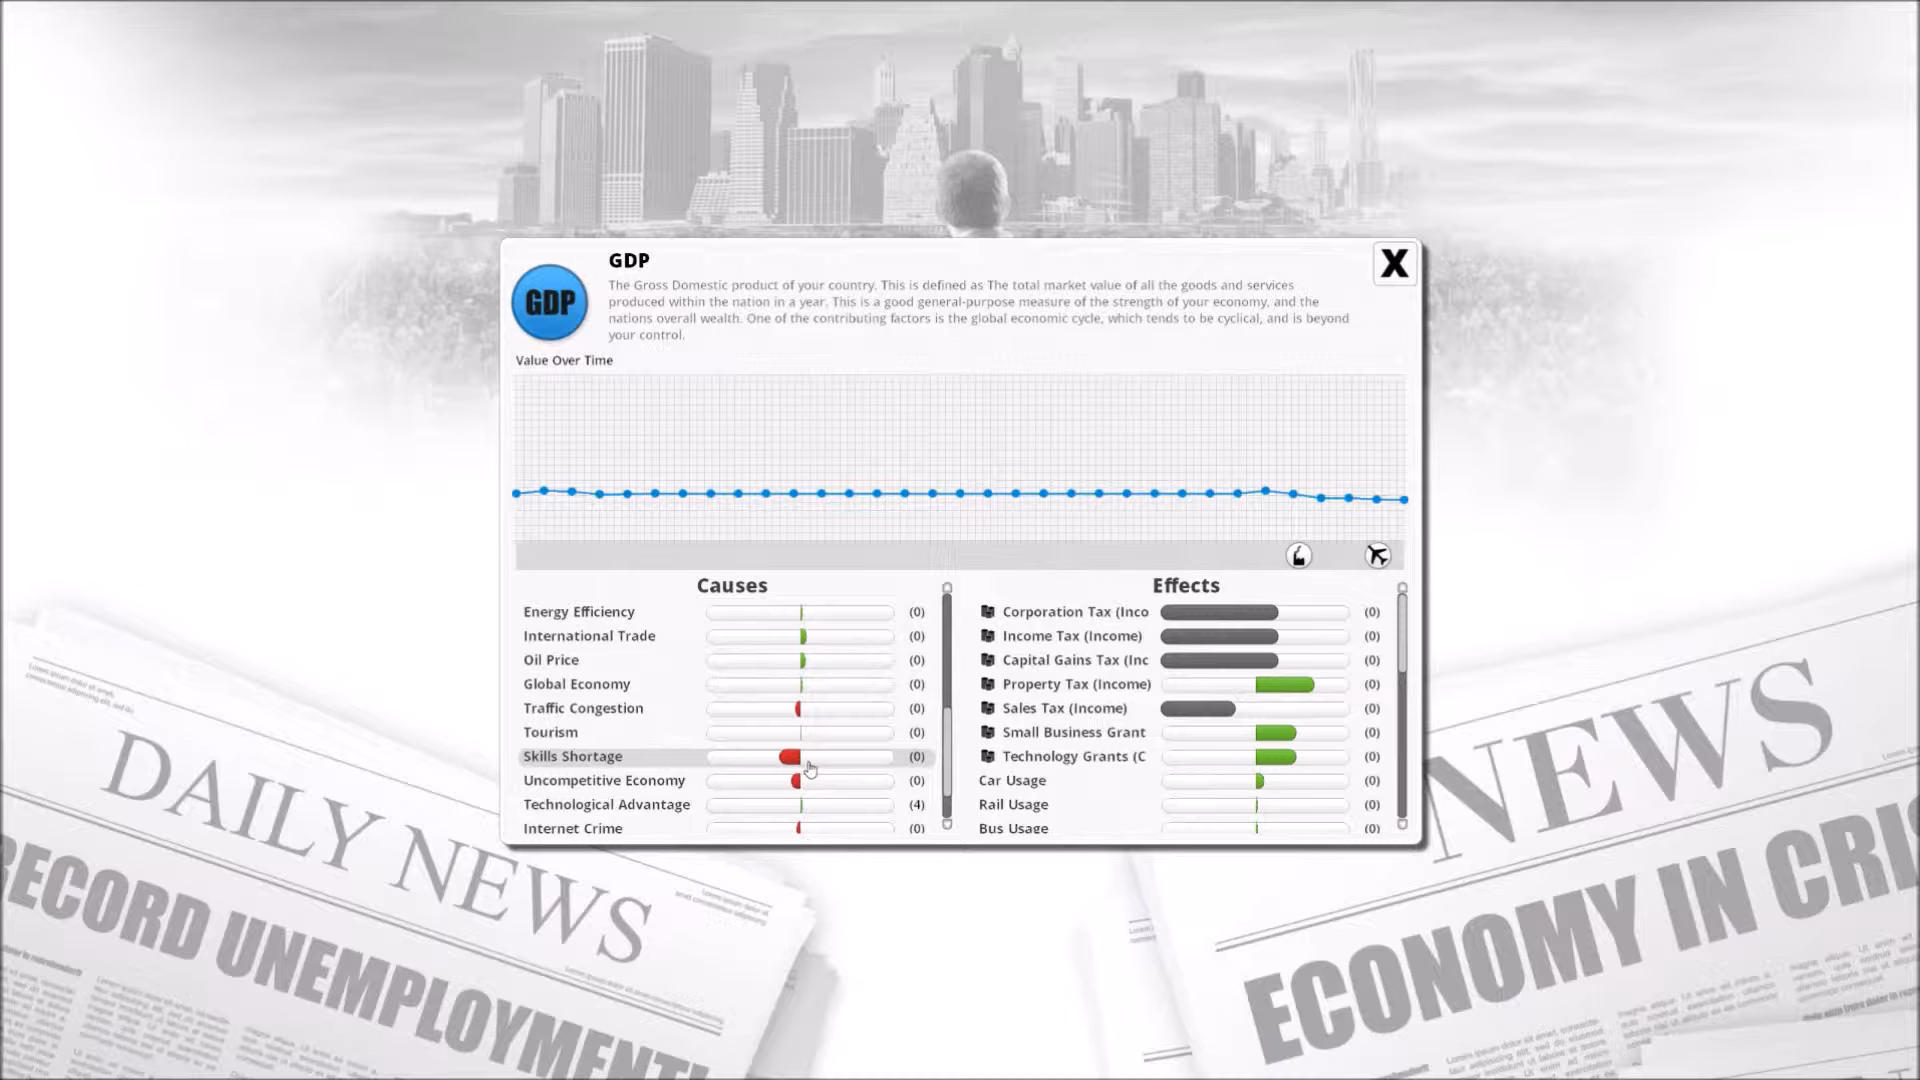 GDP
GDP
The Gross Domestic product of your country. This is defined as The total market value of all the goods and services
produced within the nation in a year. This is a good general-purpose measure of the strength of your economy, and the
nations overall wealth. One of the contributing factors is the global economic cycle, which tends to be cyclical, and is beyond
your control.
X
Value Over Time
Causes
Energy Efficiency (0)
International Trade (0)
Oil Price (0)
Global Economy (0)
Traffic Congestion (0)
Tourism (0)
Skills Shortage (0)
Uncompetitive Economy (0)
Technological Advantage (4)
Internet Crime (0)
Effects
Corporation Tax (Inco (0)
Income Tax (Income) (0)
Capital Gains Tax (Inc (0)
Property Tax (Income) (0)
Sales Tax (Income) (0)
Small Business Grant (0)
Technology Grants (C (0)
Car Usage (0)
Rail Usage (0)
Bus Usage (0)
DAILY NEWS
RECORD UNEMPLOYMENT!
NEWS
ECONOMY IN CRIS